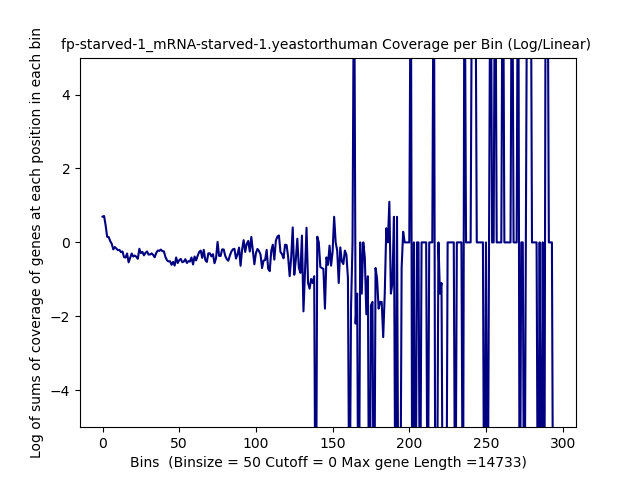 fp-starved-1_mRNA-starved-1.yeastorthuman Coverage per Bin (Log/Linear)
Log of sums of coverage of genes at each position in each bin
4
2
0
−2
−4
0 50 100 150 200 250 300
Bins  (Binsize = 50 Cutoff = 0 Max gene Length =14733)